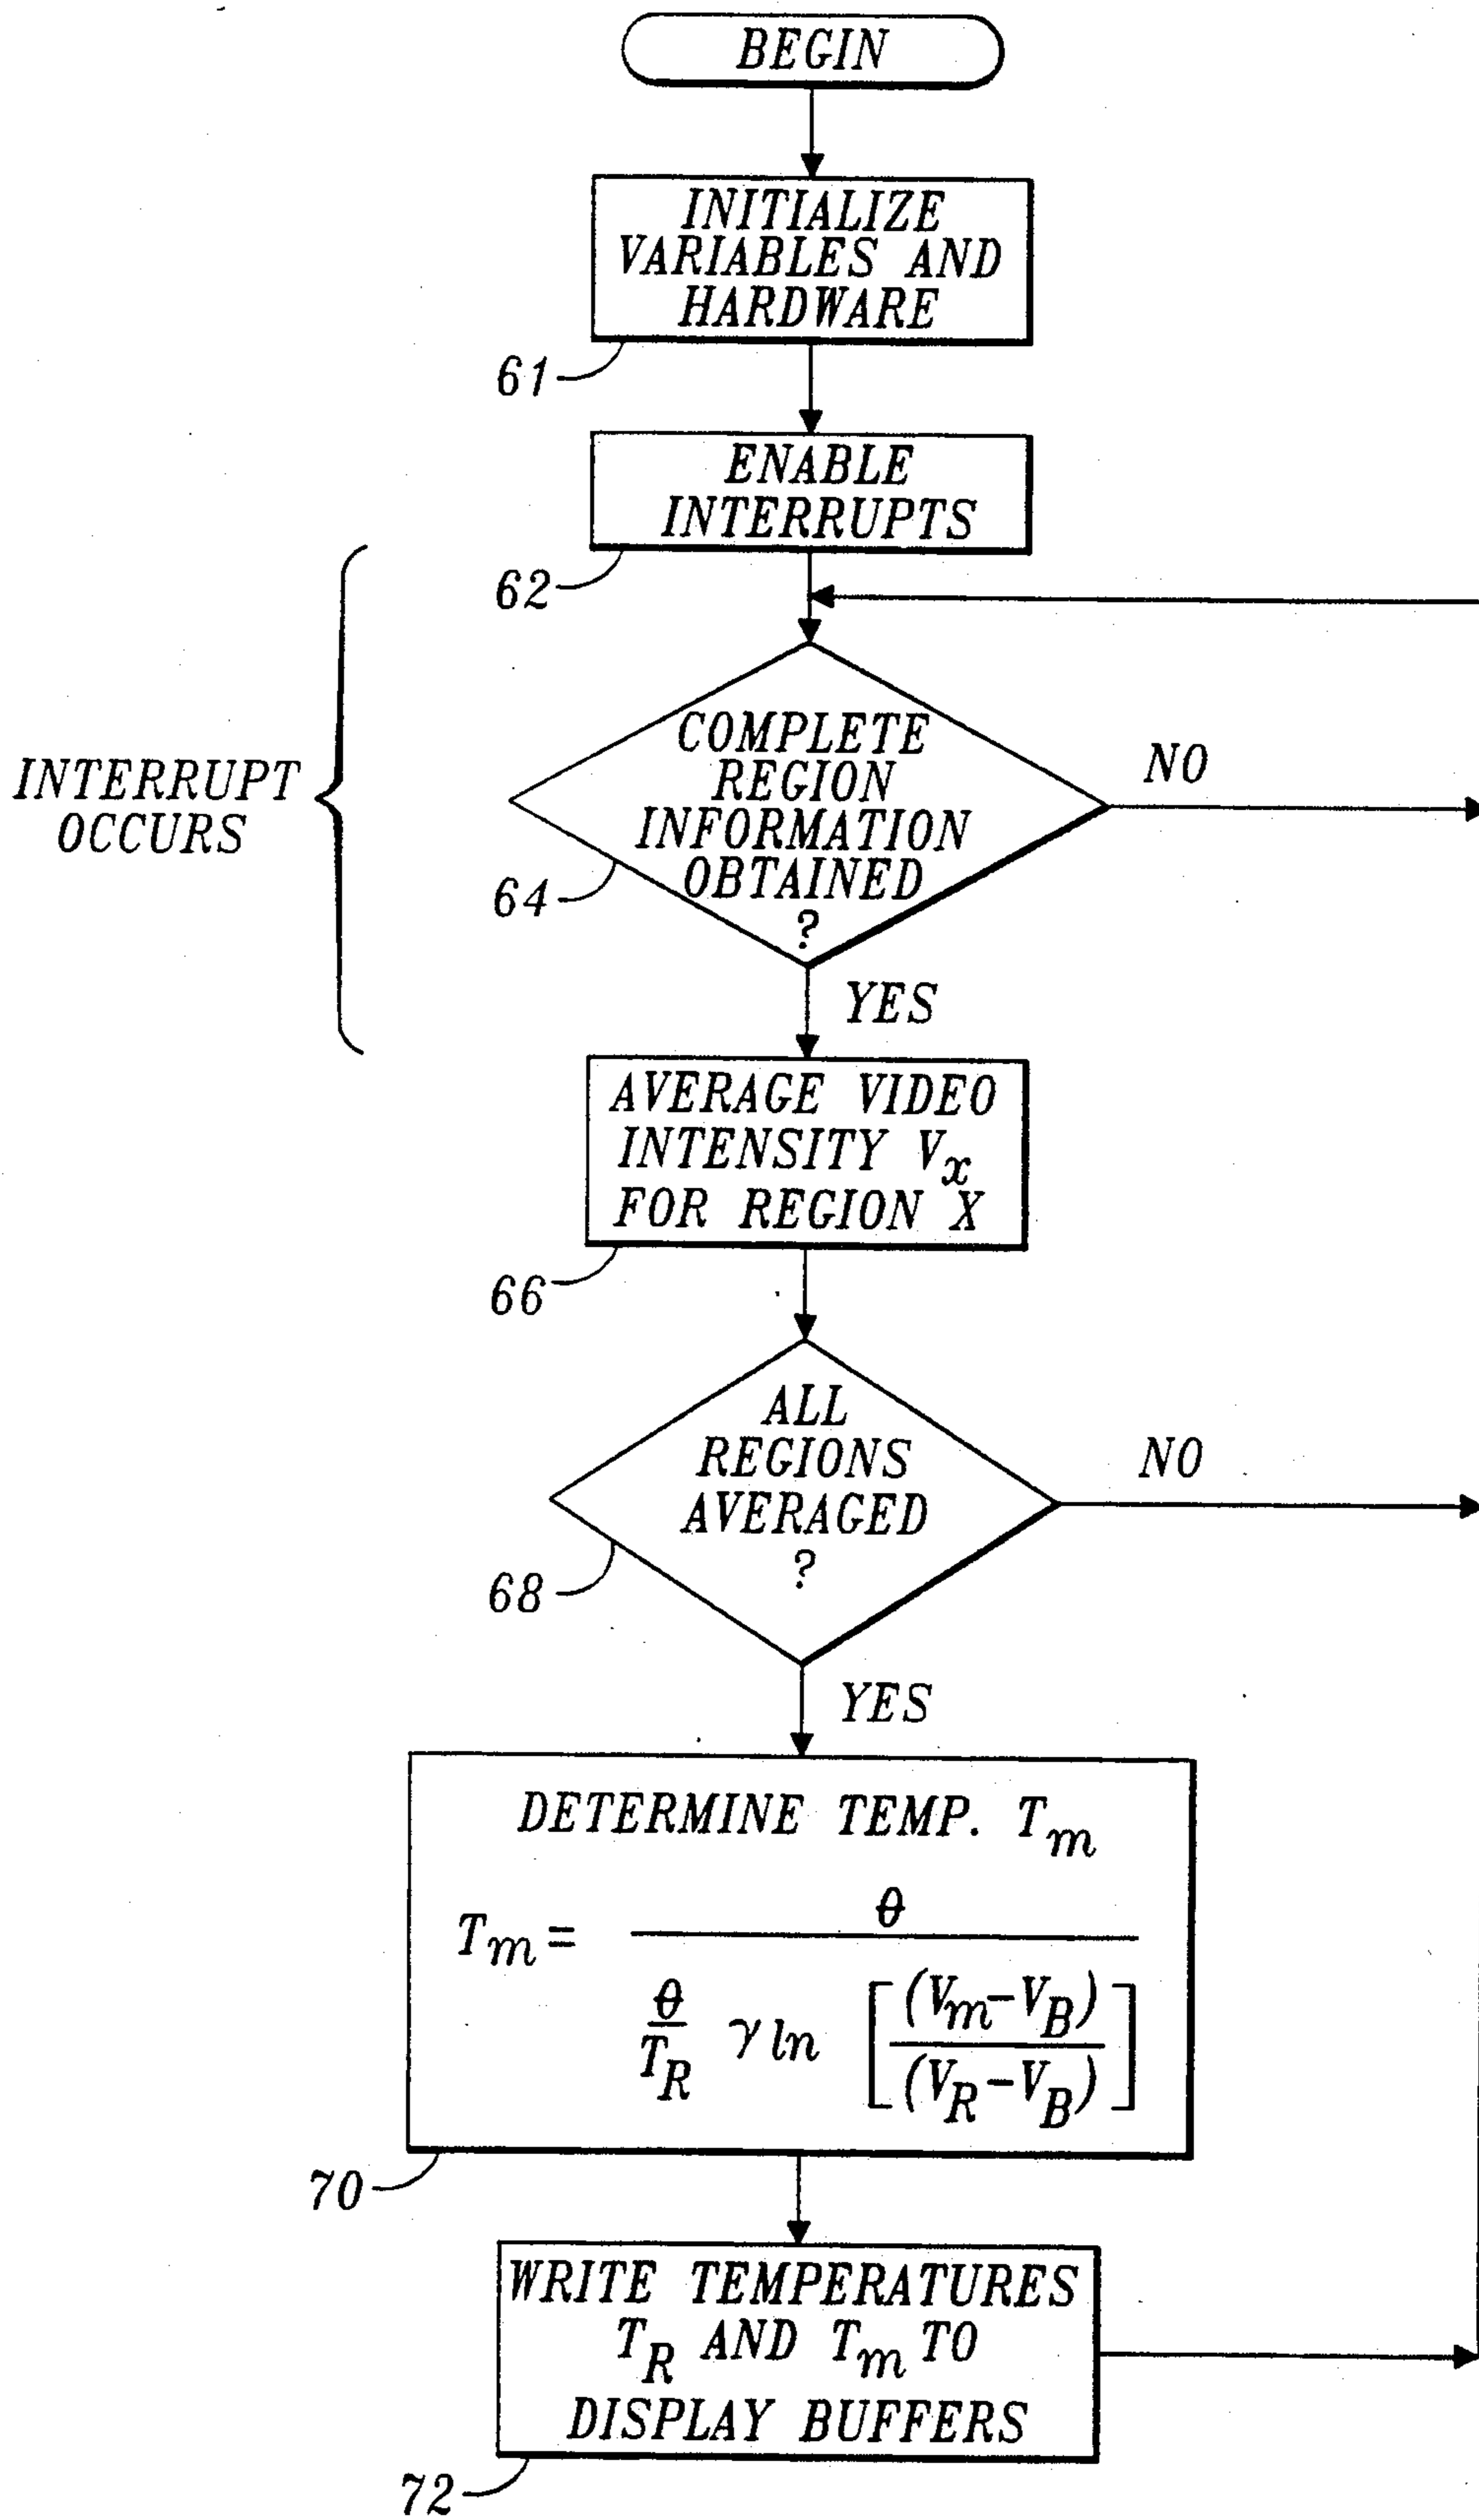 BEGIN
INITIALIZE
VARIABLES AND
HARDWARE
61
ENABLE
INTERRUPTS
62
INTERRUPT
OCCURS
COMPLETE
REGION
INFORMATION
OBTAINED
?
64
NO
YES
AVERAGE VIDEO
INTENSITY Vx
FOR REGION X
66
ALL
REGIONS
AVERAGED
?
68
NO
YES
DETERMINE TEMP. Tm
Tm= θ
θ/TR γ ln [(Vm-VB)/(VR-VB)]
70
WRITE TEMPERATURES
TR AND Tm TO
DISPLAY BUFFERS
72